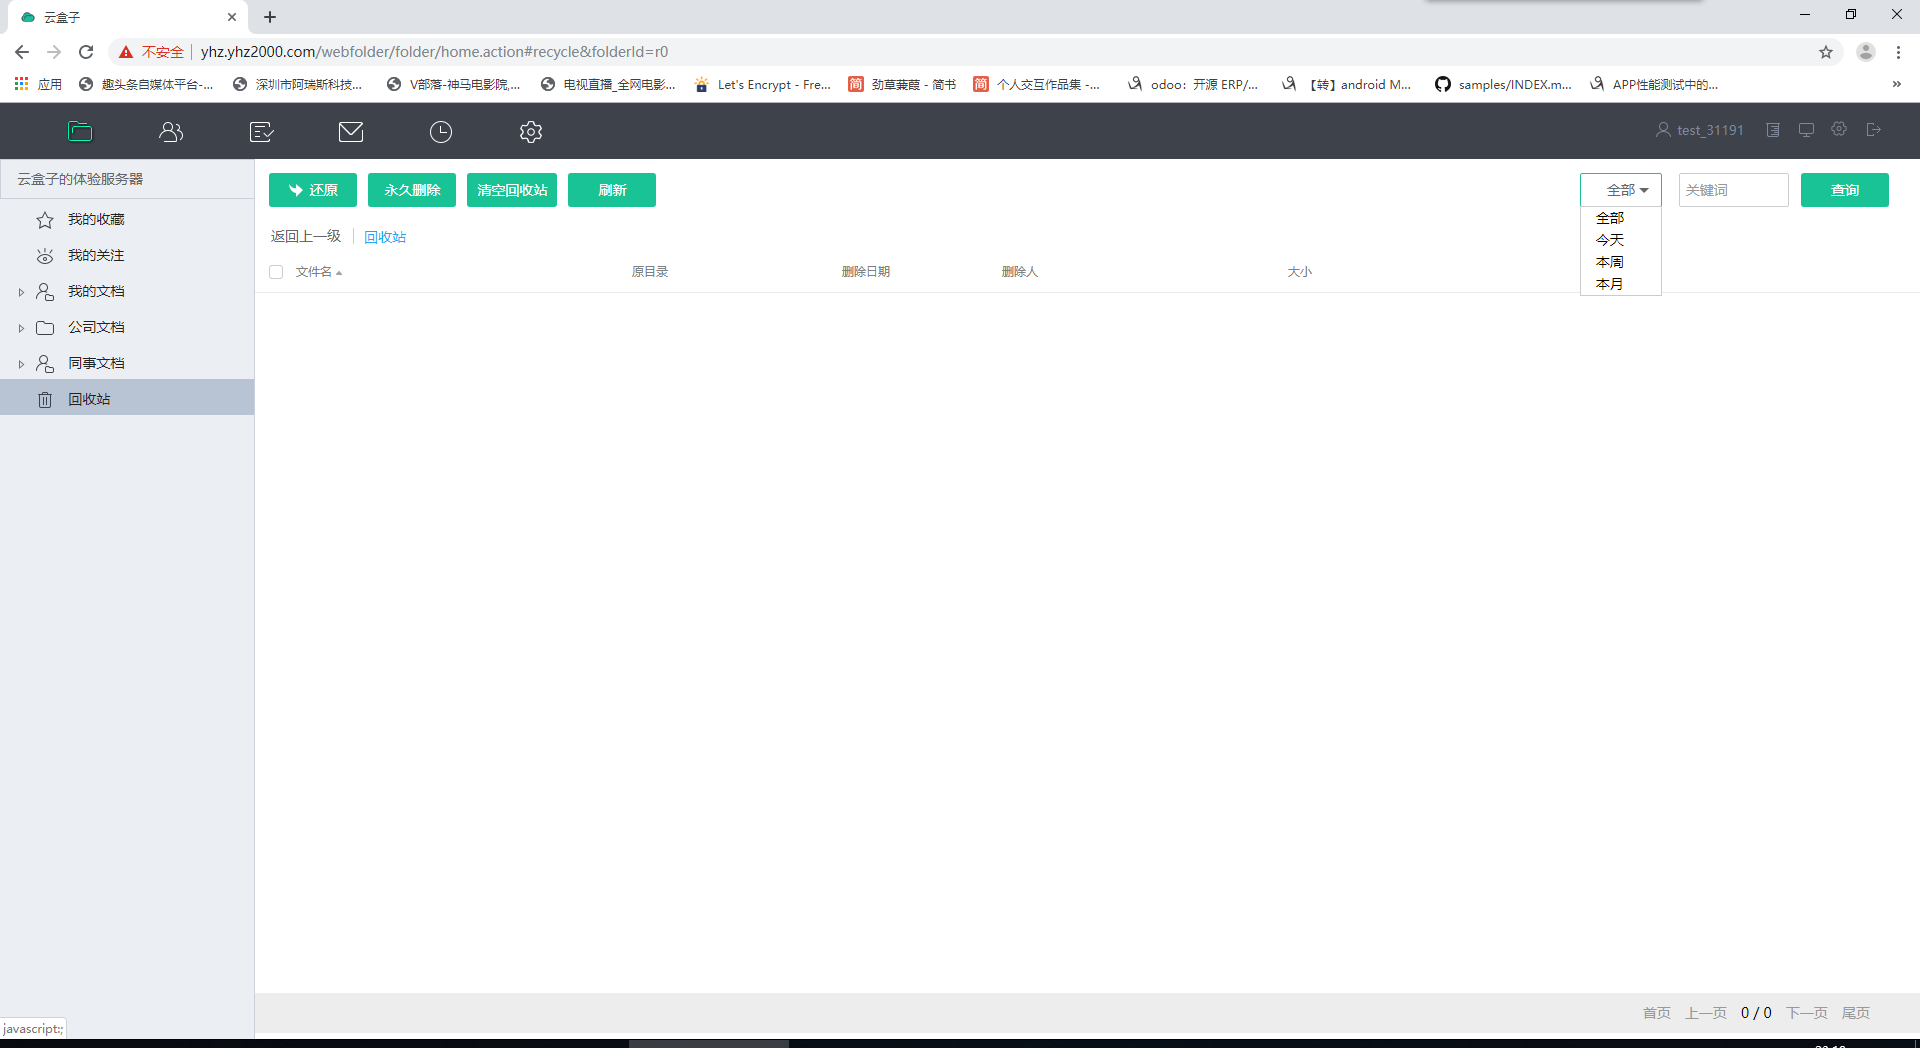 云盒子
不安全 yhz.yhz2000.com/webfolder/folder/home.action#recycle&folderId=r0
应用 趣头条自媒体平台-... 深圳市阿瑞斯科技... V部落-神马电影院,... 电视直播_全网电影... Let's Encrypt - Fre... 简 劲草蒹葭 - 简书 简 个人交互作品集 -... odoo：开源 ERP/... 【转】android M... samples/INDEX.m... APP性能测试中的... »
test_31191
云盒子的体验服务器
还原 永久删除 清空回收站 刷新 全部 关键词 查询
全部
今天
本周
本月
我的收藏
我的关注
我的文档
公司文档
同事文档
回收站
返回上一级 回收站
文件名 原目录 删除日期 删除人 大小
首页 上一页 0 / 0 下一页 尾页
javascript:;